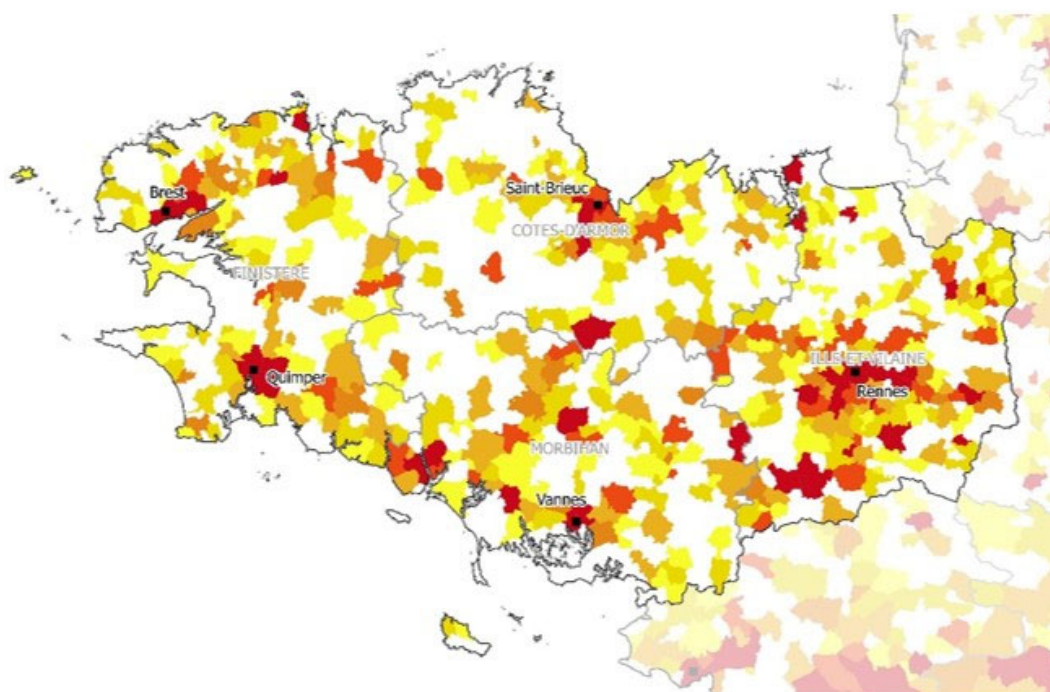 Brest
Saint-Brieuc
COTES-D'ARMOR
FINISTERE
ILLE-ET-VILAINE
Quimper
Rennes
MORBIHAN
Vannes